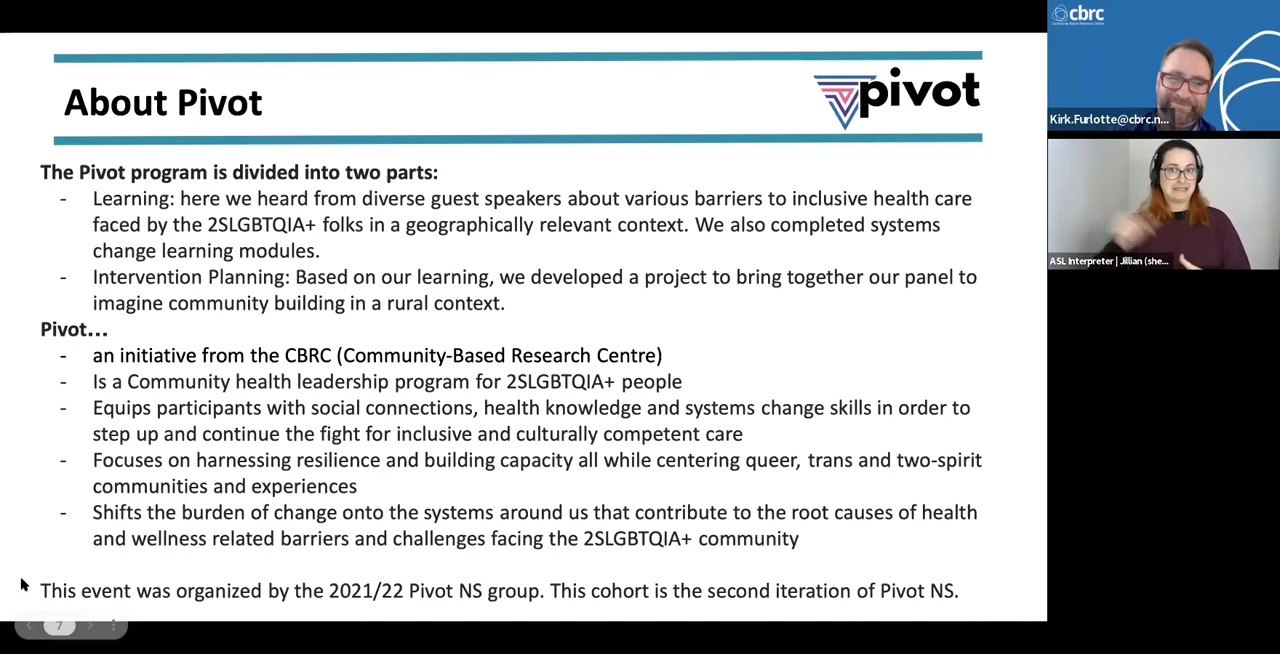 About Pivot
pivot
The Pivot program is divided into two parts:
- Learning: here we heard from diverse guest speakers about various barriers to inclusive health care
faced by the 2SLGBTQIA+ folks in a geographically relevant context. We also completed systems
change learning modules.
- Intervention Planning: Based on our learning, we developed a project to bring together our panel to
imagine community building in a rural context.
Pivot...
- an initiative from the CBRC (Community-Based Research Centre)
- Is a Community health leadership program for 2SLGBTQIA+ people
- Equips participants with social connections, health knowledge and systems change skills in order to
step up and continue the fight for inclusive and culturally competent care
- Focuses on harnessing resilience and building capacity all while centering queer, trans and two-spirit
communities and experiences
- Shifts the burden of change onto the systems around us that contribute to the root causes of health
and wellness related barriers and challenges facing the 2SLGBTQIA+ community
This event was organized by the 2021/22 Pivot NS group. This cohort is the second iteration of Pivot NS.
7
cbrc
Kirk.Furlotte@cbrc.n...
ASL Interpreter | Jillian (she...